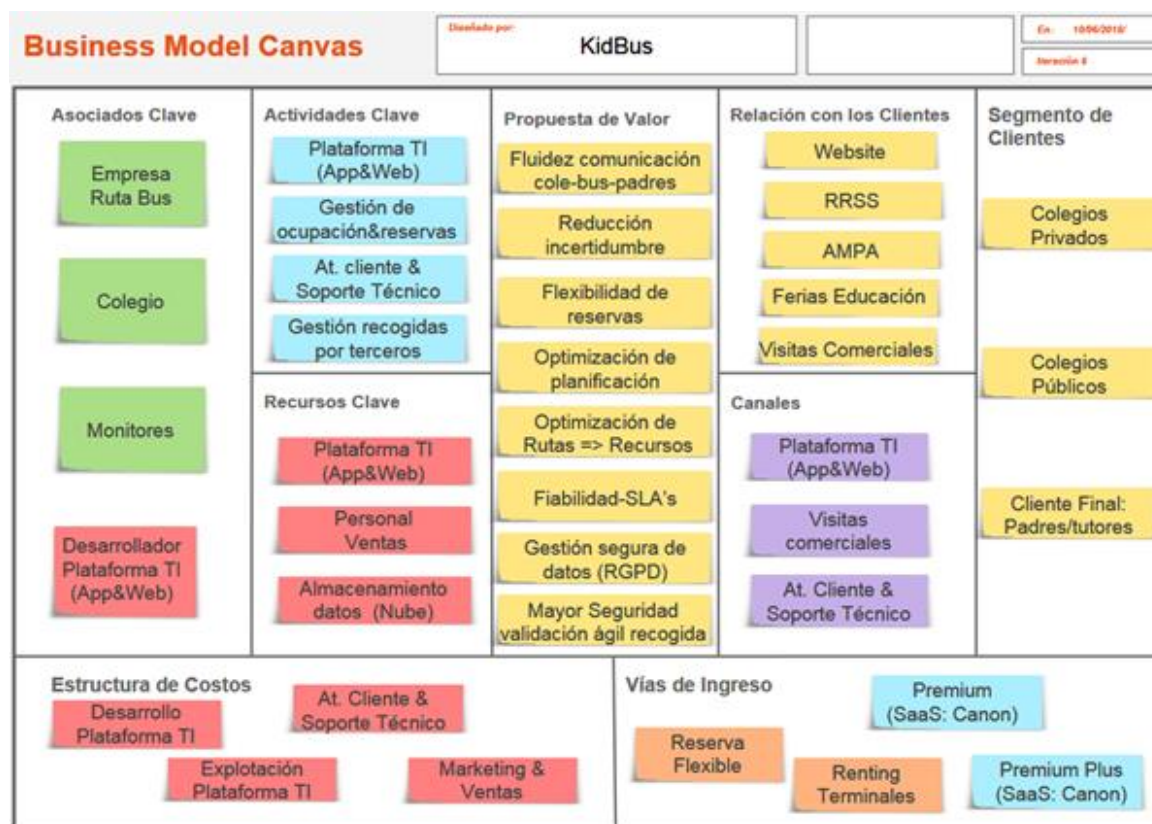 Business Model Canvas
Diseñado por:
KidBus
En: 10/06/2018/
Iteración #
Asociados Clave
Empresa
Ruta Bus
Colegio
Monitores
Desarrollador
Plataforma TI
(App&Web)
Actividades Clave
Plataforma TI
(App&Web)
Gestión de
ocupación&reservas
At. cliente &
Soporte Técnico
Gestión recogidas
por terceros
Recursos Clave
Plataforma TI
(App&Web)
Personal
Ventas
Almacenamiento
datos (Nube)
Propuesta de Valor
Fluidez comunicación
cole-bus-padres
Reducción
incertidumbre
Flexibilidad de
reservas
Optimización de
planificación
Optimización de
Rutas => Recursos
Fiabilidad-SLA's
Gestión segura de
datos (RGPD)
Mayor Seguridad
validación ágil recogida
Relación con los Clientes
Website
RRSS
AMPA
Ferias Educación
Visitas Comerciales
Canales
Plataforma TI
(App&Web)
Visitas
comerciales
At. Cliente &
Soporte Técnico
Segmento de
Clientes
Colegios
Privados
Colegios
Públicos
Cliente Final:
Padres/tutores
Estructura de Costos
Desarrollo
Plataforma TI
At. Cliente &
Soporte Técnico
Explotación
Plataforma TI
Marketing &
Ventas
Vías de Ingreso
Reserva
Flexible
Premium
(SaaS: Canon)
Renting
Terminales
Premium Plus
(SaaS: Canon)